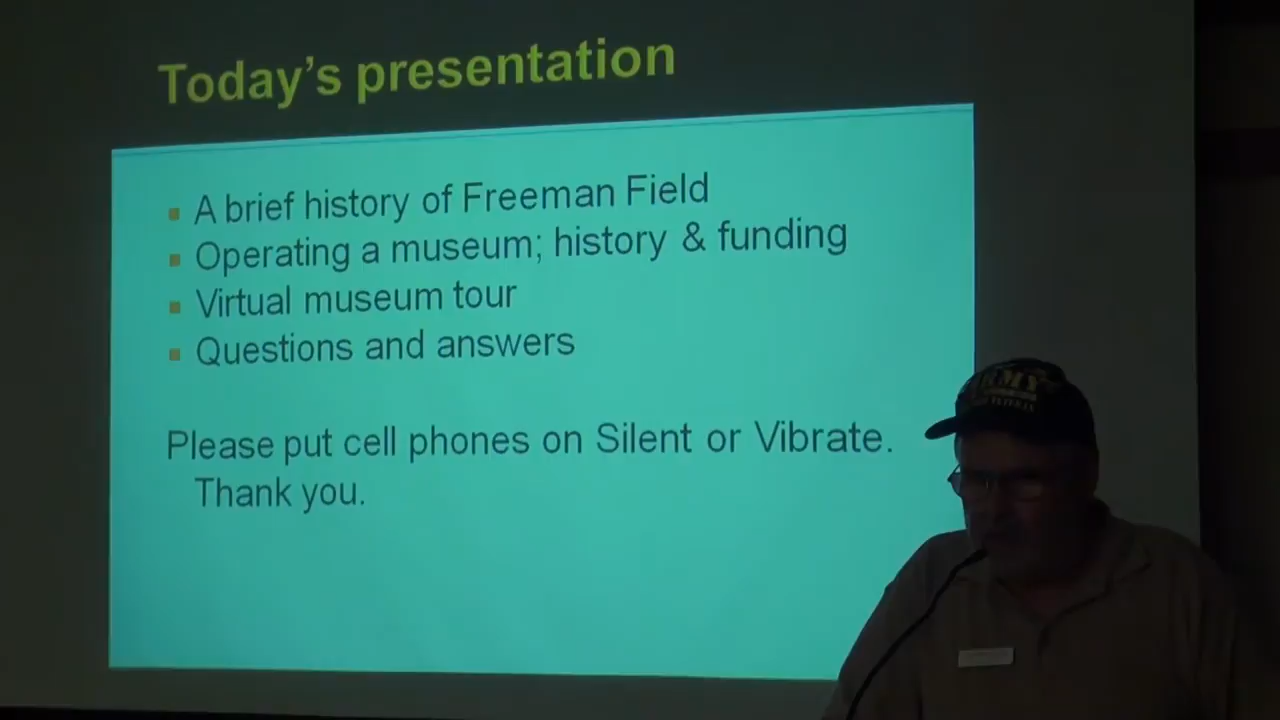 Today's presentation
A brief history of Freeman Field
Operating a museum; history & funding
Virtual museum tour
Questions and answers
Please put cell phones on Silent or Vibrate.
Thank you.
ARMY